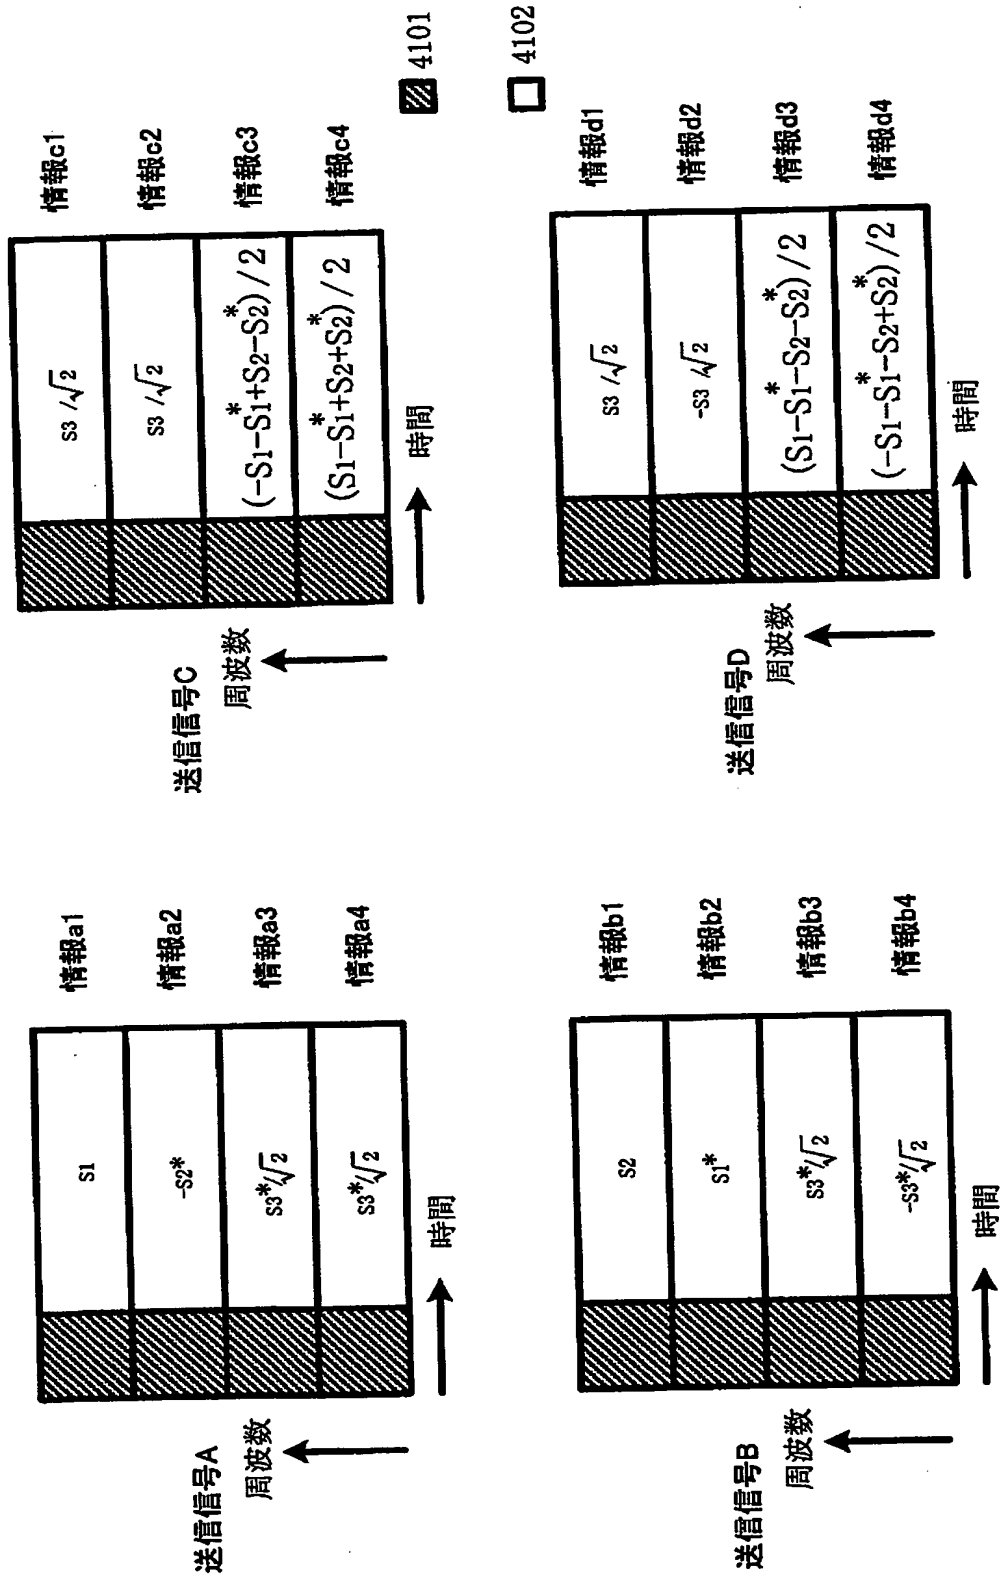 送信信号A
周波数
S1
情報a1
-S2*
情報a2
S3*/√2
情報a3
S3*/√2
情報a4
時間
送信信号B
周波数
S2
情報b1
S1*
情報b2
S3*/√2
情報b3
-S3*/√2
情報b4
時間
送信信号C
周波数
S3/√2
情報c1
S3/√2
情報c2
(-S1-S1*+S2-S2*)/2
情報c3
(S1-S1*+S2+S2*)/2
情報c4
時間
送信信号D
周波数
S3/√2
情報d1
-S3/√2
情報d2
(S1-S1*-S2-S2*)/2
情報d3
(-S1-S1*-S2+S2*)/2
情報d4
時間
4101
4102